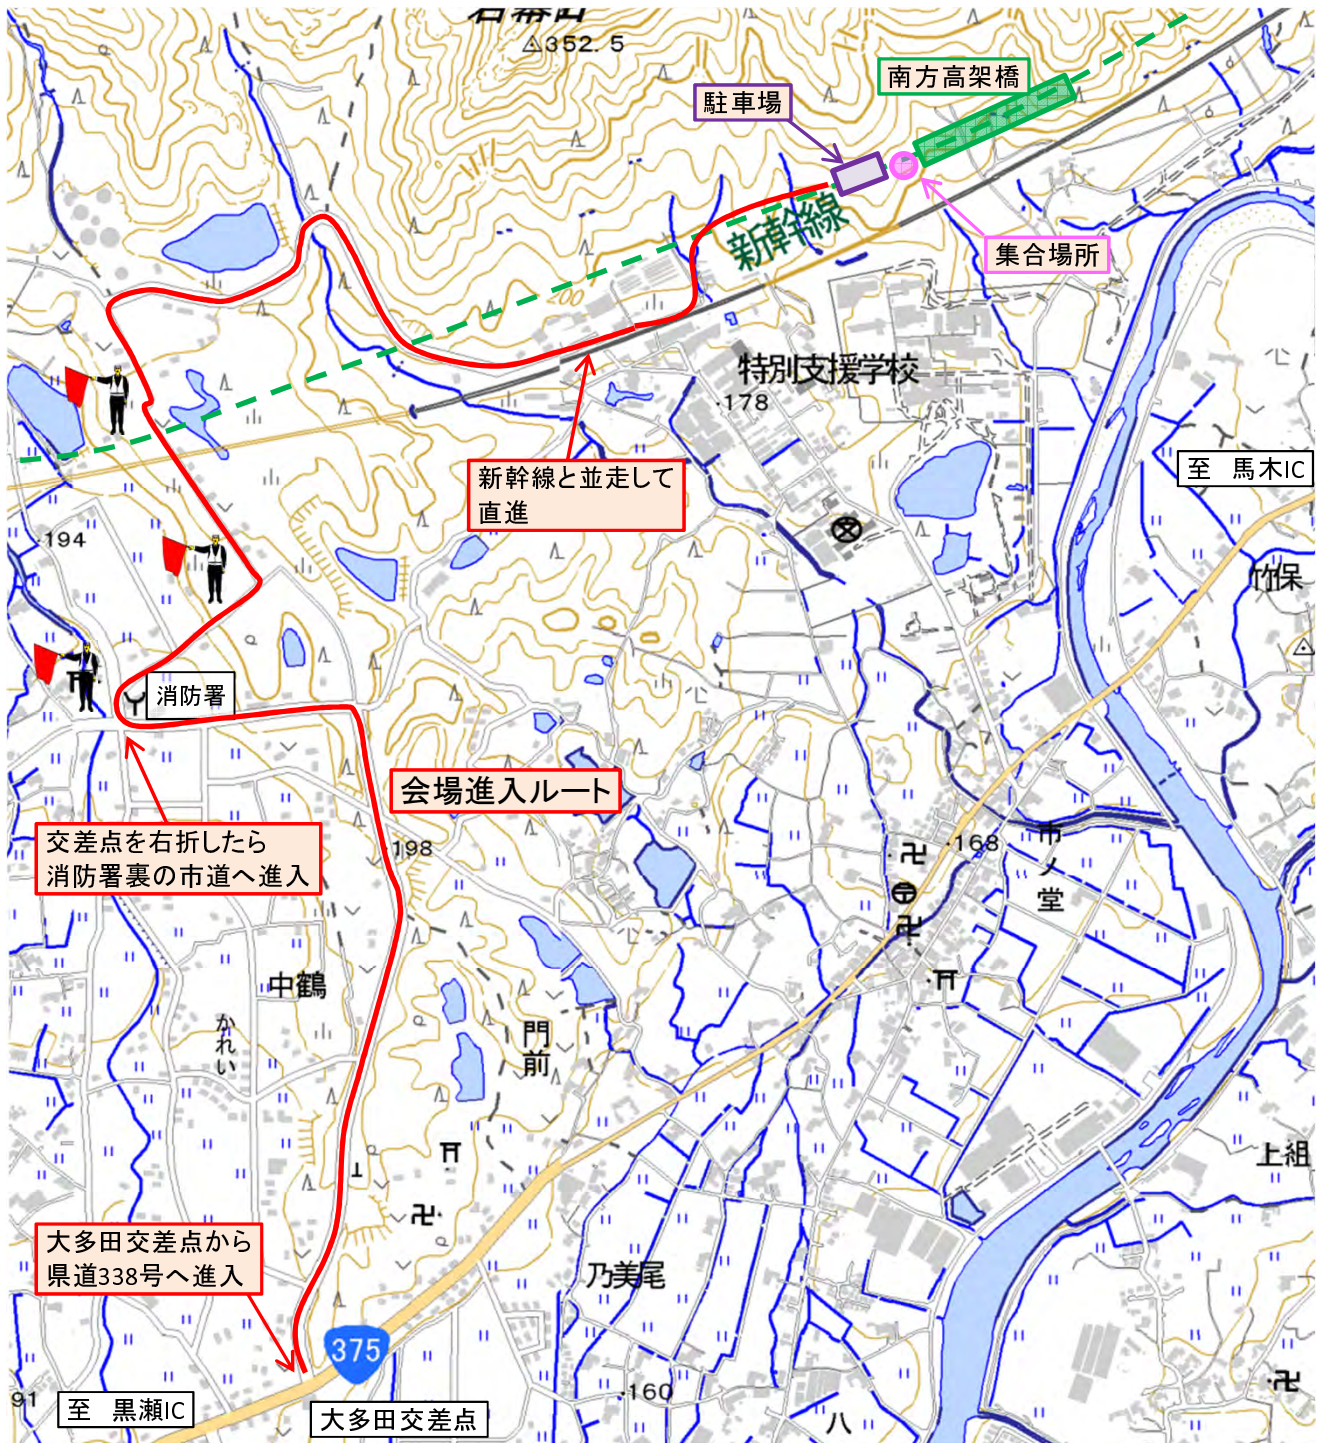 352.5
南方高架橋
駐車場
新幹線
集合場所
200
特別支援学校
178
新幹線と並走して
直進
至 馬木IC
194
竹保
消防署
会場進入ルート
交差点を右折したら
消防署裏の市道へ進入
198
168
市ノ堂
中鶴
かれい
門前
上組
大多田交差点から
県道338号へ進入
乃美尾
375
160
91
至 黒瀬IC
大多田交差点
八